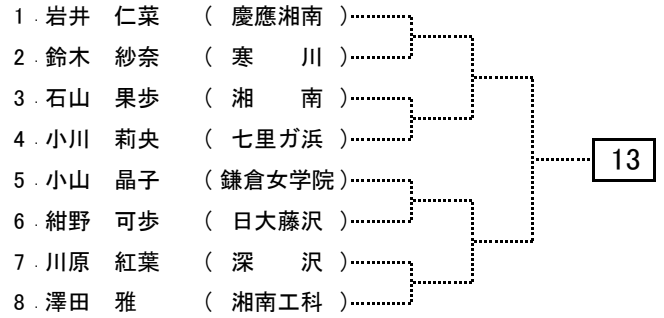 1 . 岩井　仁菜　（　慶應湘南　）
2 . 鈴木　紗奈　（　寒　　川　）
3 . 石山　果歩　（　湘　　南　）
4 . 小川　莉央　（　七里ガ浜　）
13
5 . 小山　晶子　（ 鎌倉女学院 ）
6 . 紺野　可歩　（　日大藤沢　）
7 . 川原　紅葉　（　深　　沢　）
8 . 澤田　雅　（　湘南工科　）